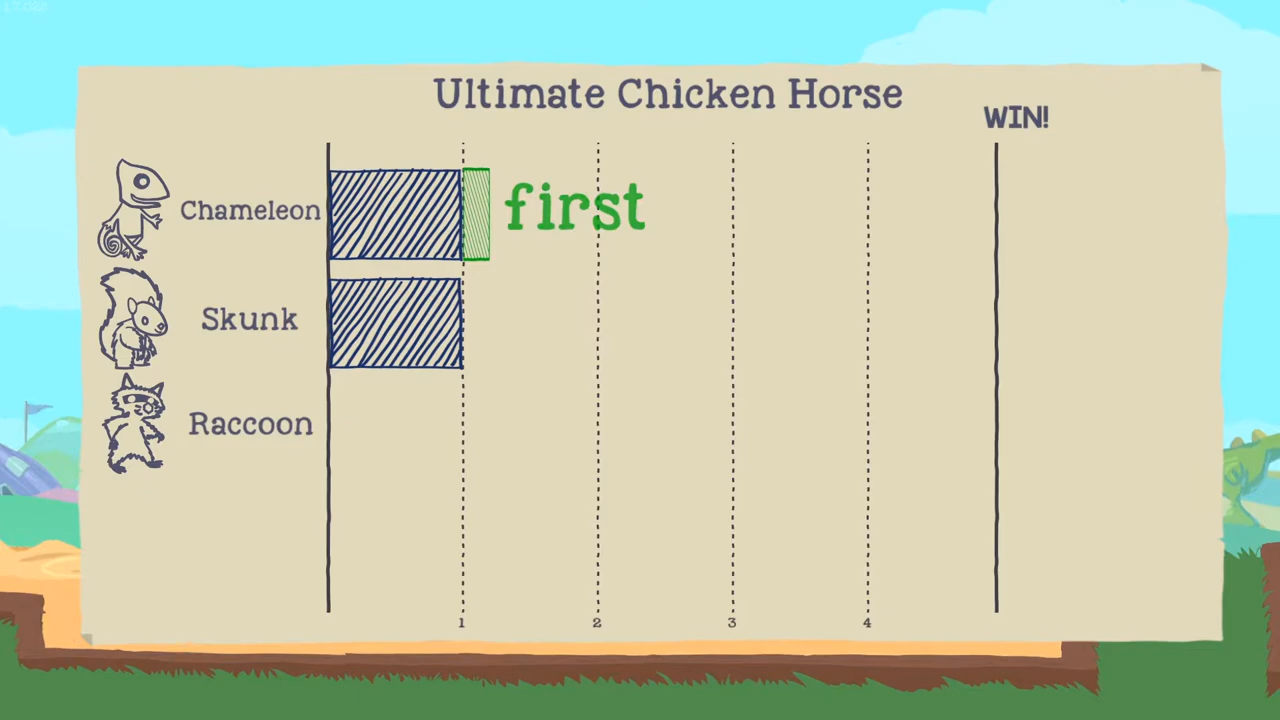 Ultimate Chicken Horse
WIN!
Chameleon
first
Skunk
Raccoon
1 2 3 4